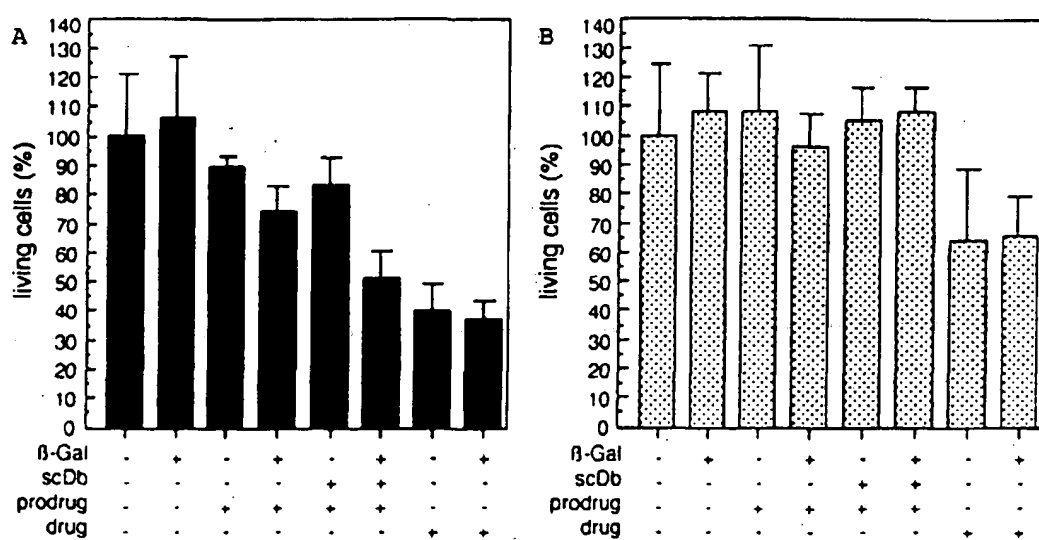 A
140
130
120
110
100
90
80
70
60
50
40
30
20
10
0
living cells (%)
ß-Gal - + - + - + - +
scDb - - - - + + - -
prodrug - - + + + + - -
drug - - - - - - + +
B
140
130
120
110
100
90
80
70
60
50
40
30
20
10
0
living cells (%)
ß-Gal - + - + - + - +
scDb - - - - + + - -
prodrug - - + + + + - -
drug - - - - - - + +